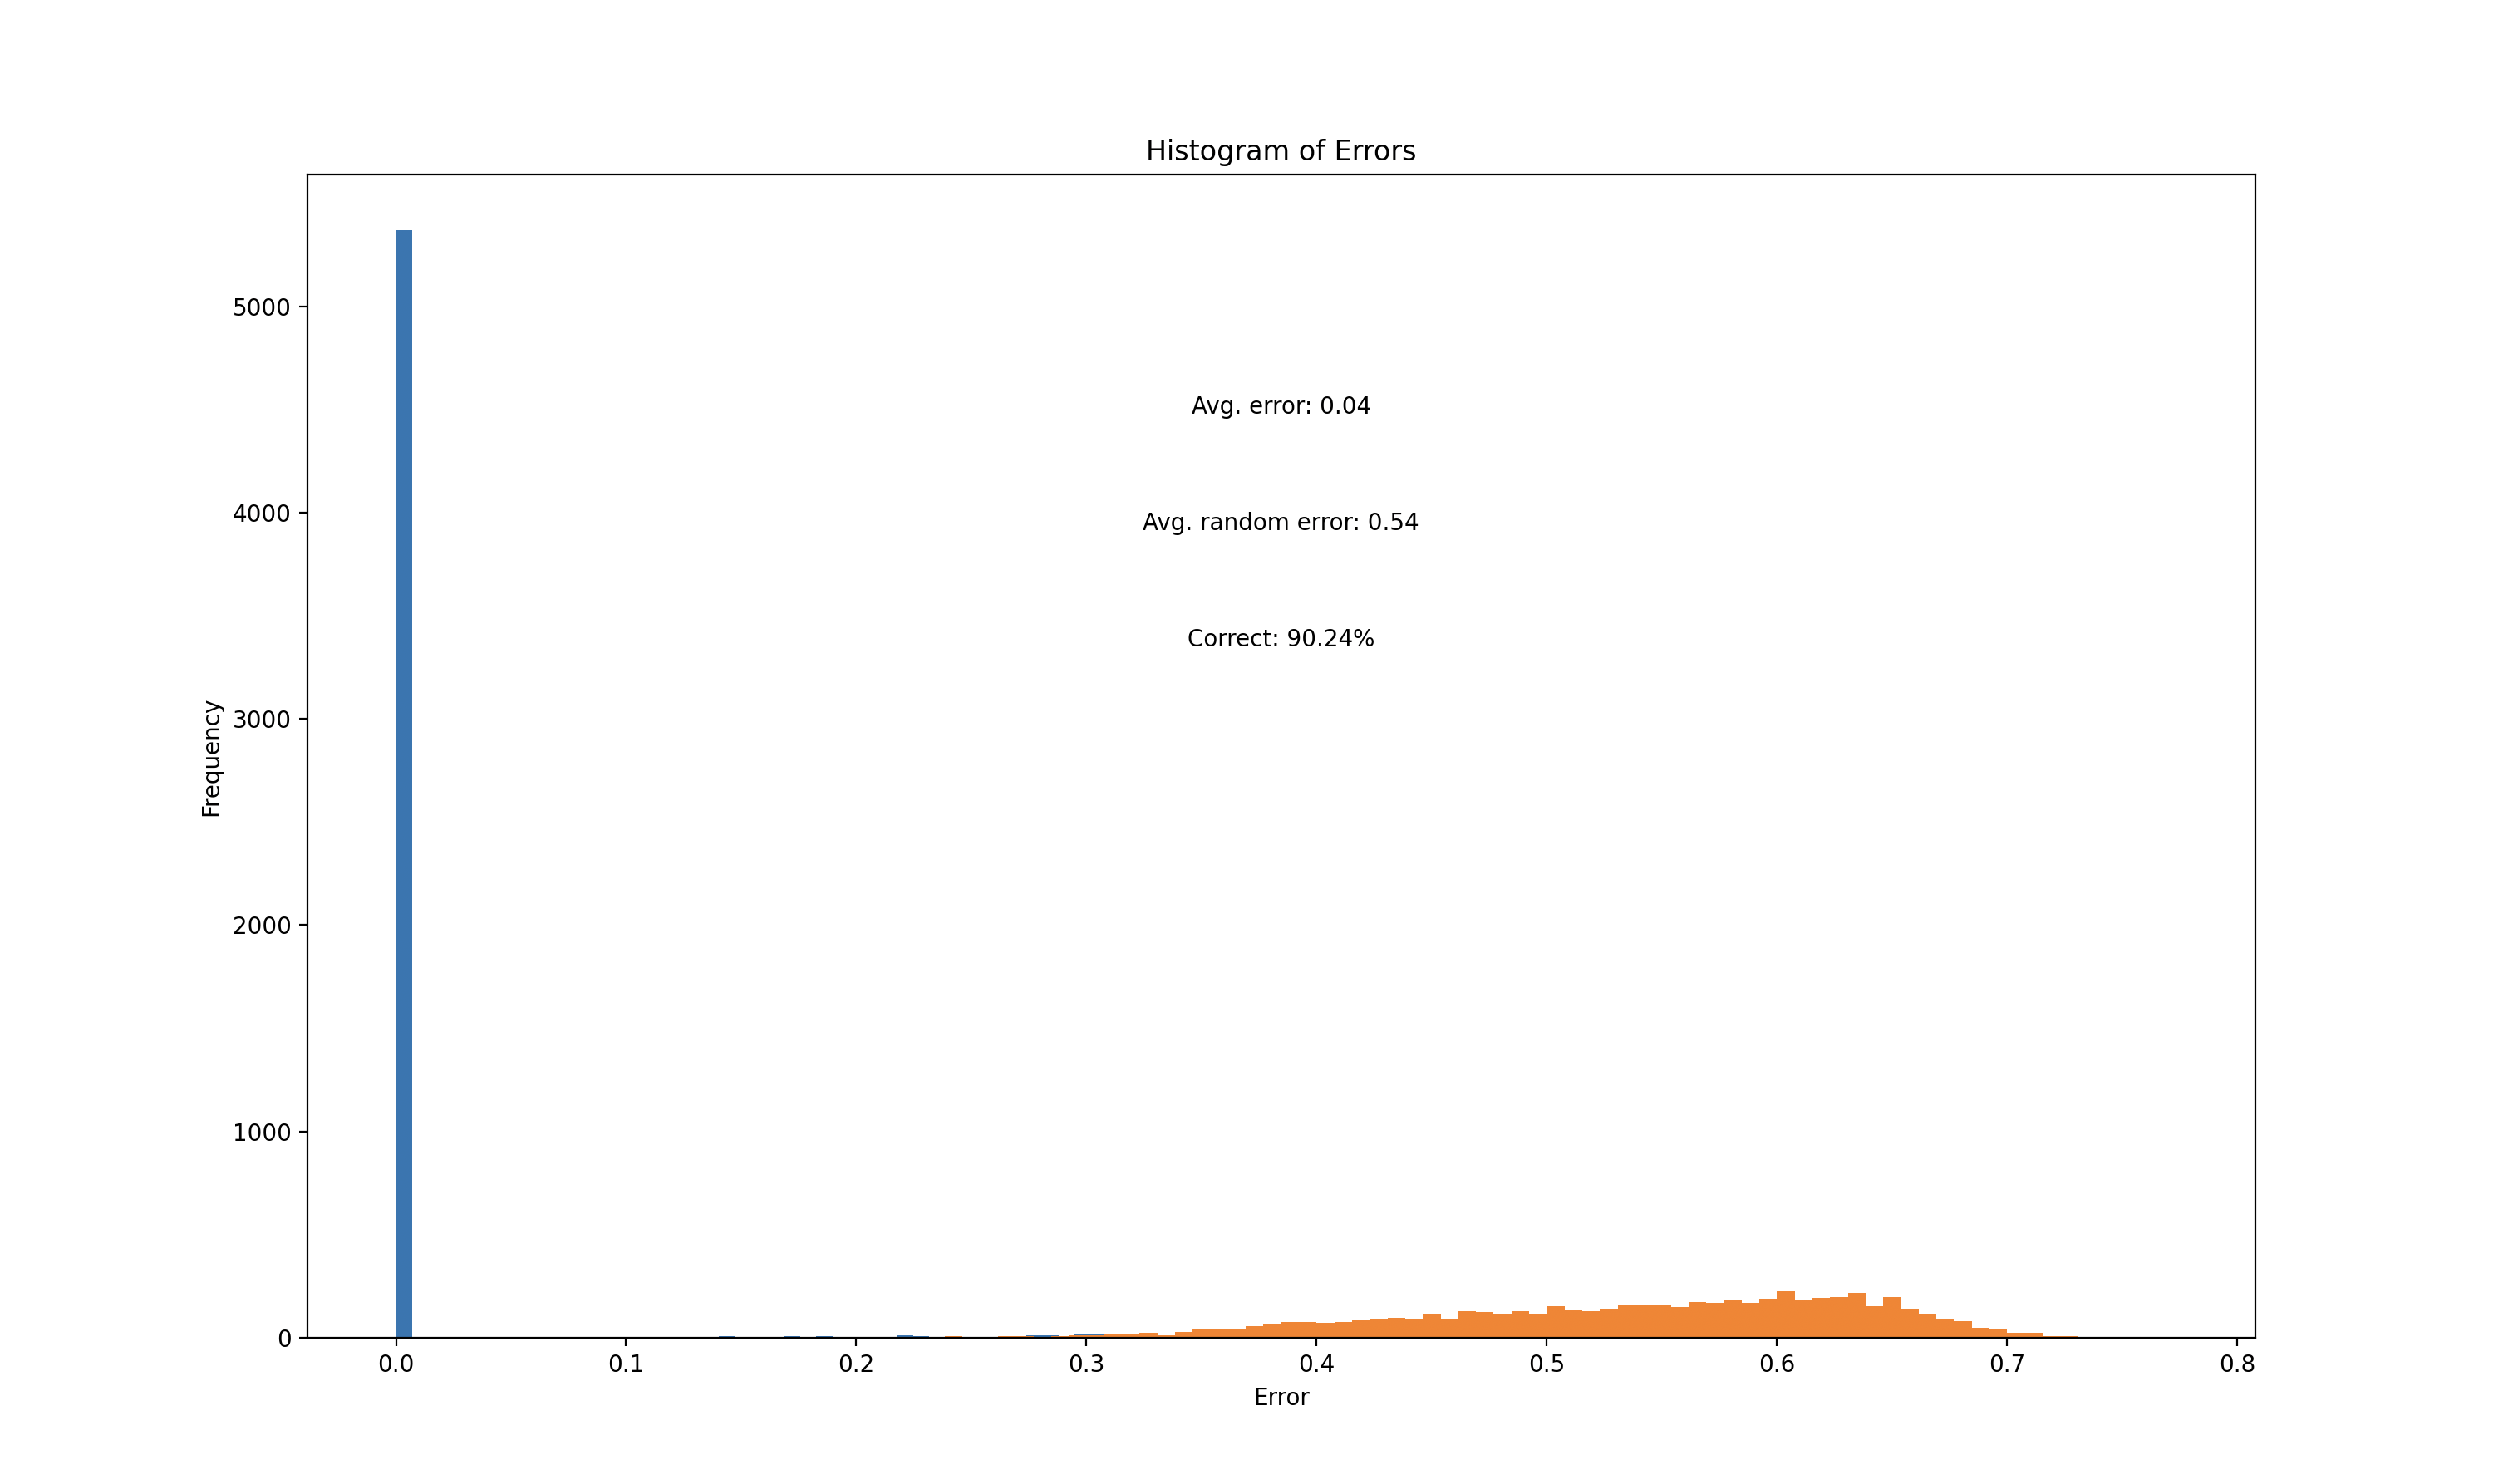 Histogram of Errors
5000
4000
3000
2000
1000
0
Frequency
Avg. error: 0.04
Avg. random error: 0.54
Correct: 90.24%
0.0 0.1 0.2 0.3 0.4 0.5 0.6 0.7 0.8
Error